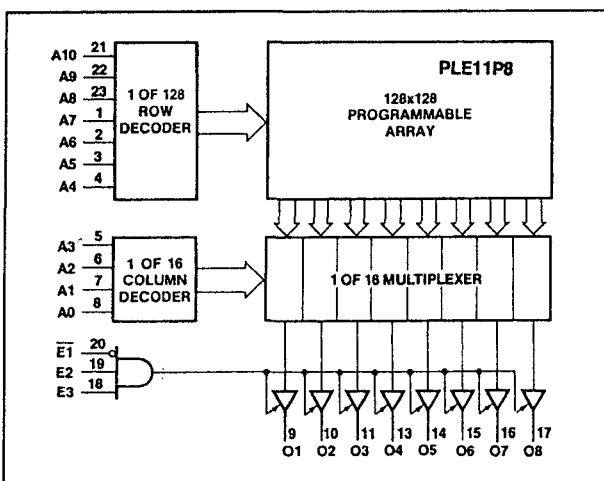 PLE11P8
128x128
PROGRAMMABLE
ARRAY
A10 21
A9 22
A8 23
A7 1
A6 2
A5 3
A4 4
1 OF 128
ROW
DECODER
A3 5
A2 6
A1 7
A0 8
1 OF 16
COLUMN
DECODER
1 OF 16 MULTIPLEXER
E1 20
E2 19
E3 18
9 10 11 13 14 15 16 17
O1 O2 O3 O4 O5 O6 O7 O8